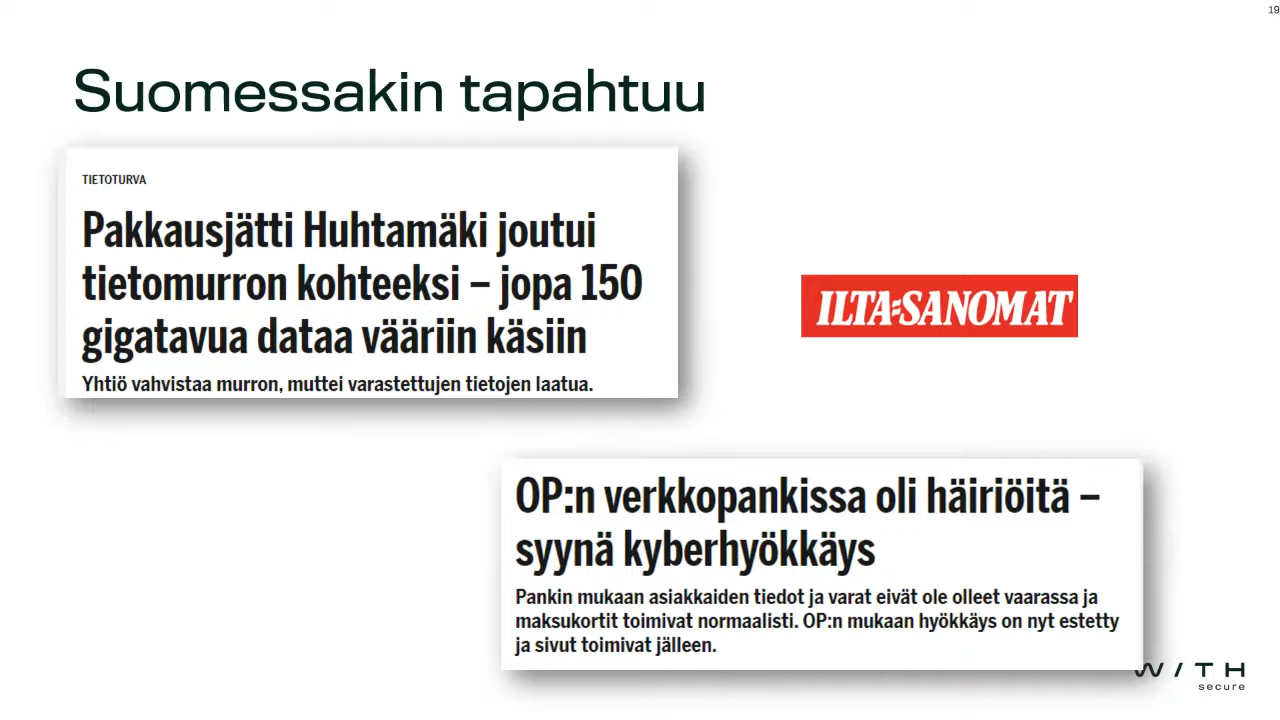 19
Suomessakin tapahtuu
TIETOTURVA
Pakkausjätti Huhtamäki joutui
tietomurron kohteeksi – jopa 150
gigatavua dataa vääriin käsiin
Yhtiö vahvistaa murron, muttei varastettujen tietojen laatua.
ILTA-SANOMAT
OP:n verkkopankissa oli häiriöitä –
syynä kyberhyökkäys
Pankin mukaan asiakkaiden tiedot ja varat eivät ole olleet vaarassa ja
maksukortit toimivat normaalisti. OP:n mukaan hyökkäys on nyt estetty
ja sivut toimivat jälleen.
W/TH
secure